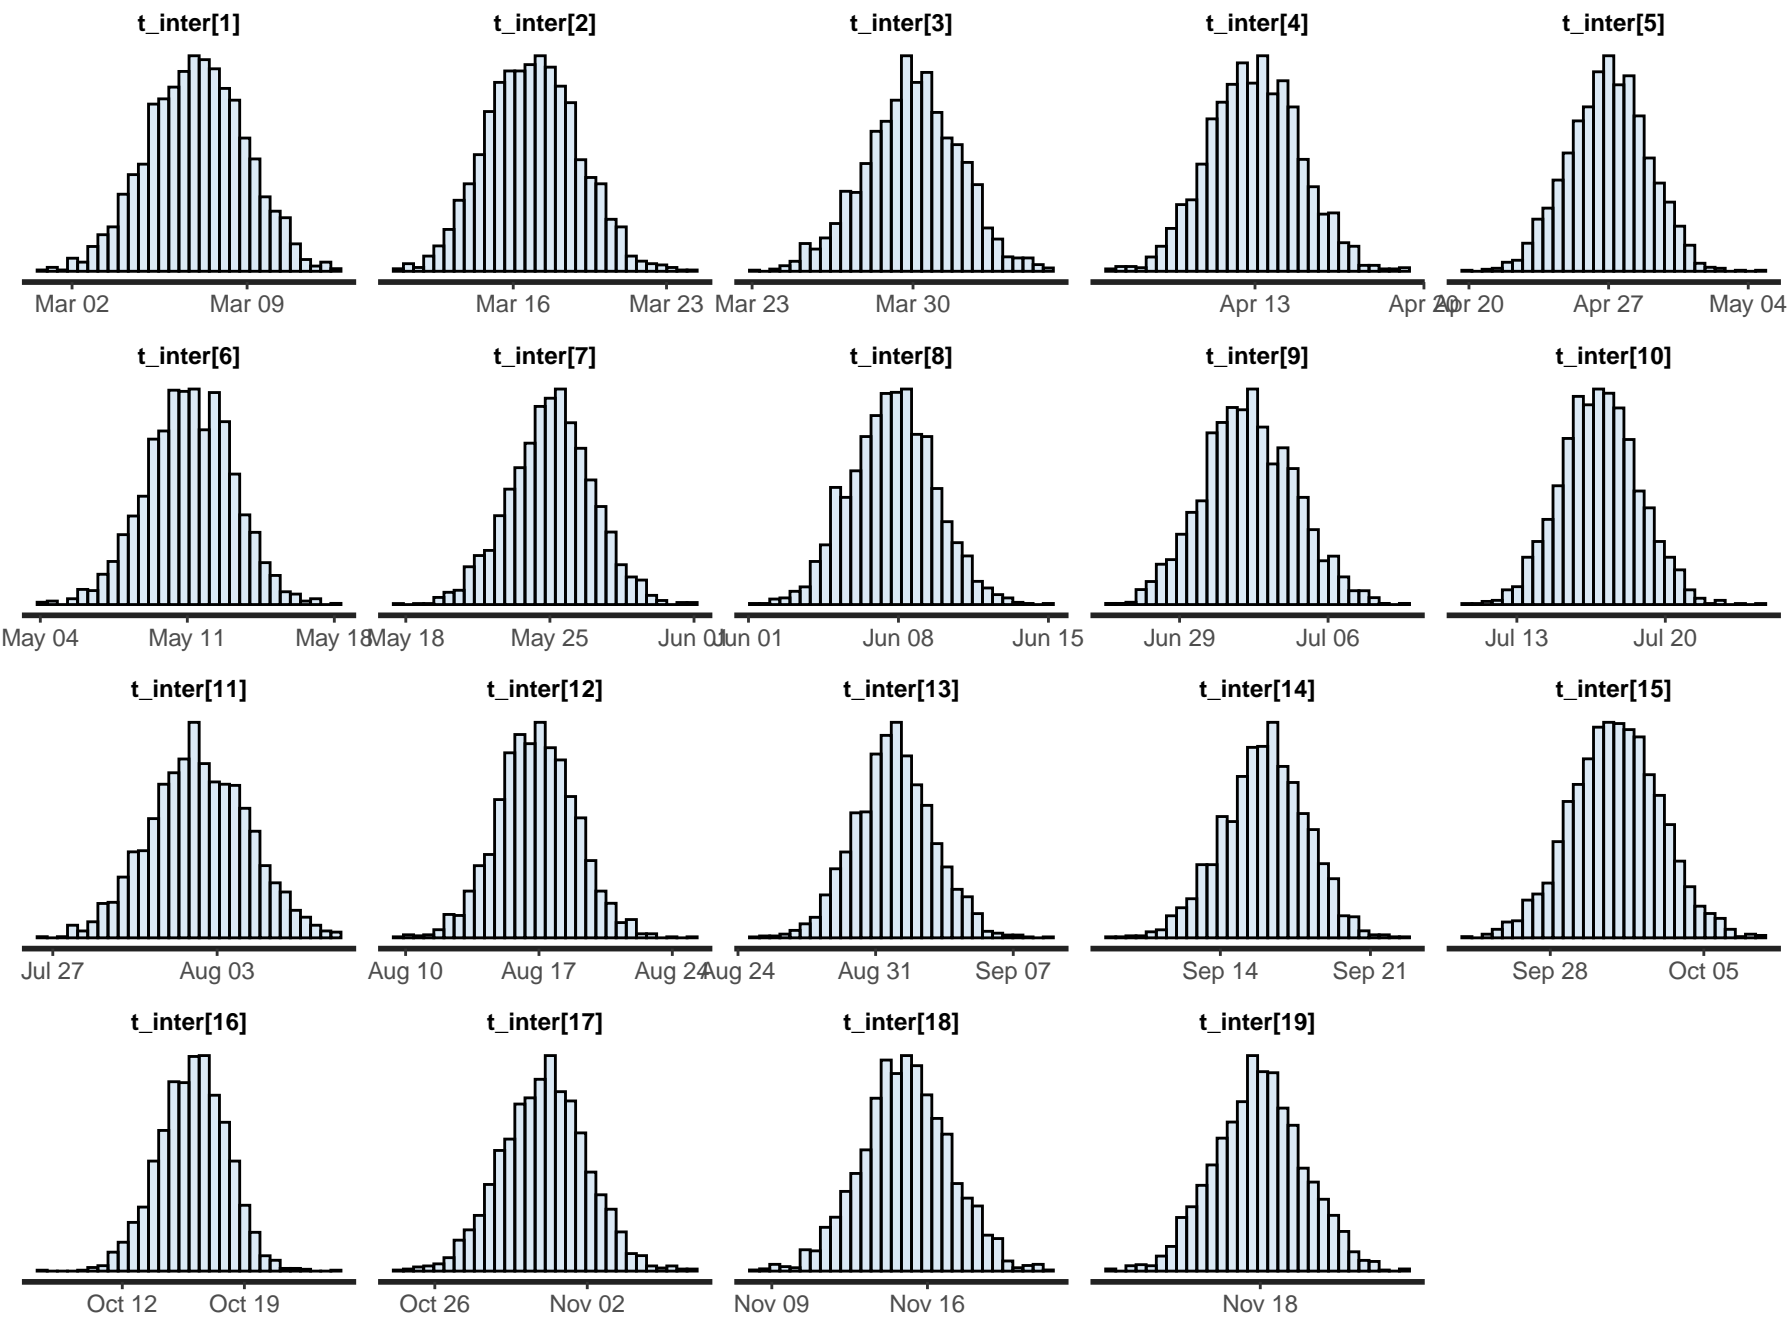 t_inter[1] t_inter[2] t_inter[3] t_inter[4] t_inter[5]
Mar 02 Mar 09 Mar 16 Mar 23 Mar 23 Mar 30 Apr 13 Apr 20 Apr 20 Apr 27 May 04
t_inter[6] t_inter[7] t_inter[8] t_inter[9] t_inter[10]
May 04 May 11 May 18 May 18 May 25 Jun 01 Jun 01 Jun 08 Jun 15 Jun 29 Jul 06 Jul 13 Jul 20
t_inter[11] t_inter[12] t_inter[13] t_inter[14] t_inter[15]
Jul 27 Aug 03 Aug 10 Aug 17 Aug 24 Aug 24 Aug 31 Sep 07 Sep 14 Sep 21 Sep 28 Oct 05
t_inter[16] t_inter[17] t_inter[18] t_inter[19]
Oct 12 Oct 19 Oct 26 Nov 02 Nov 09 Nov 16 Nov 18